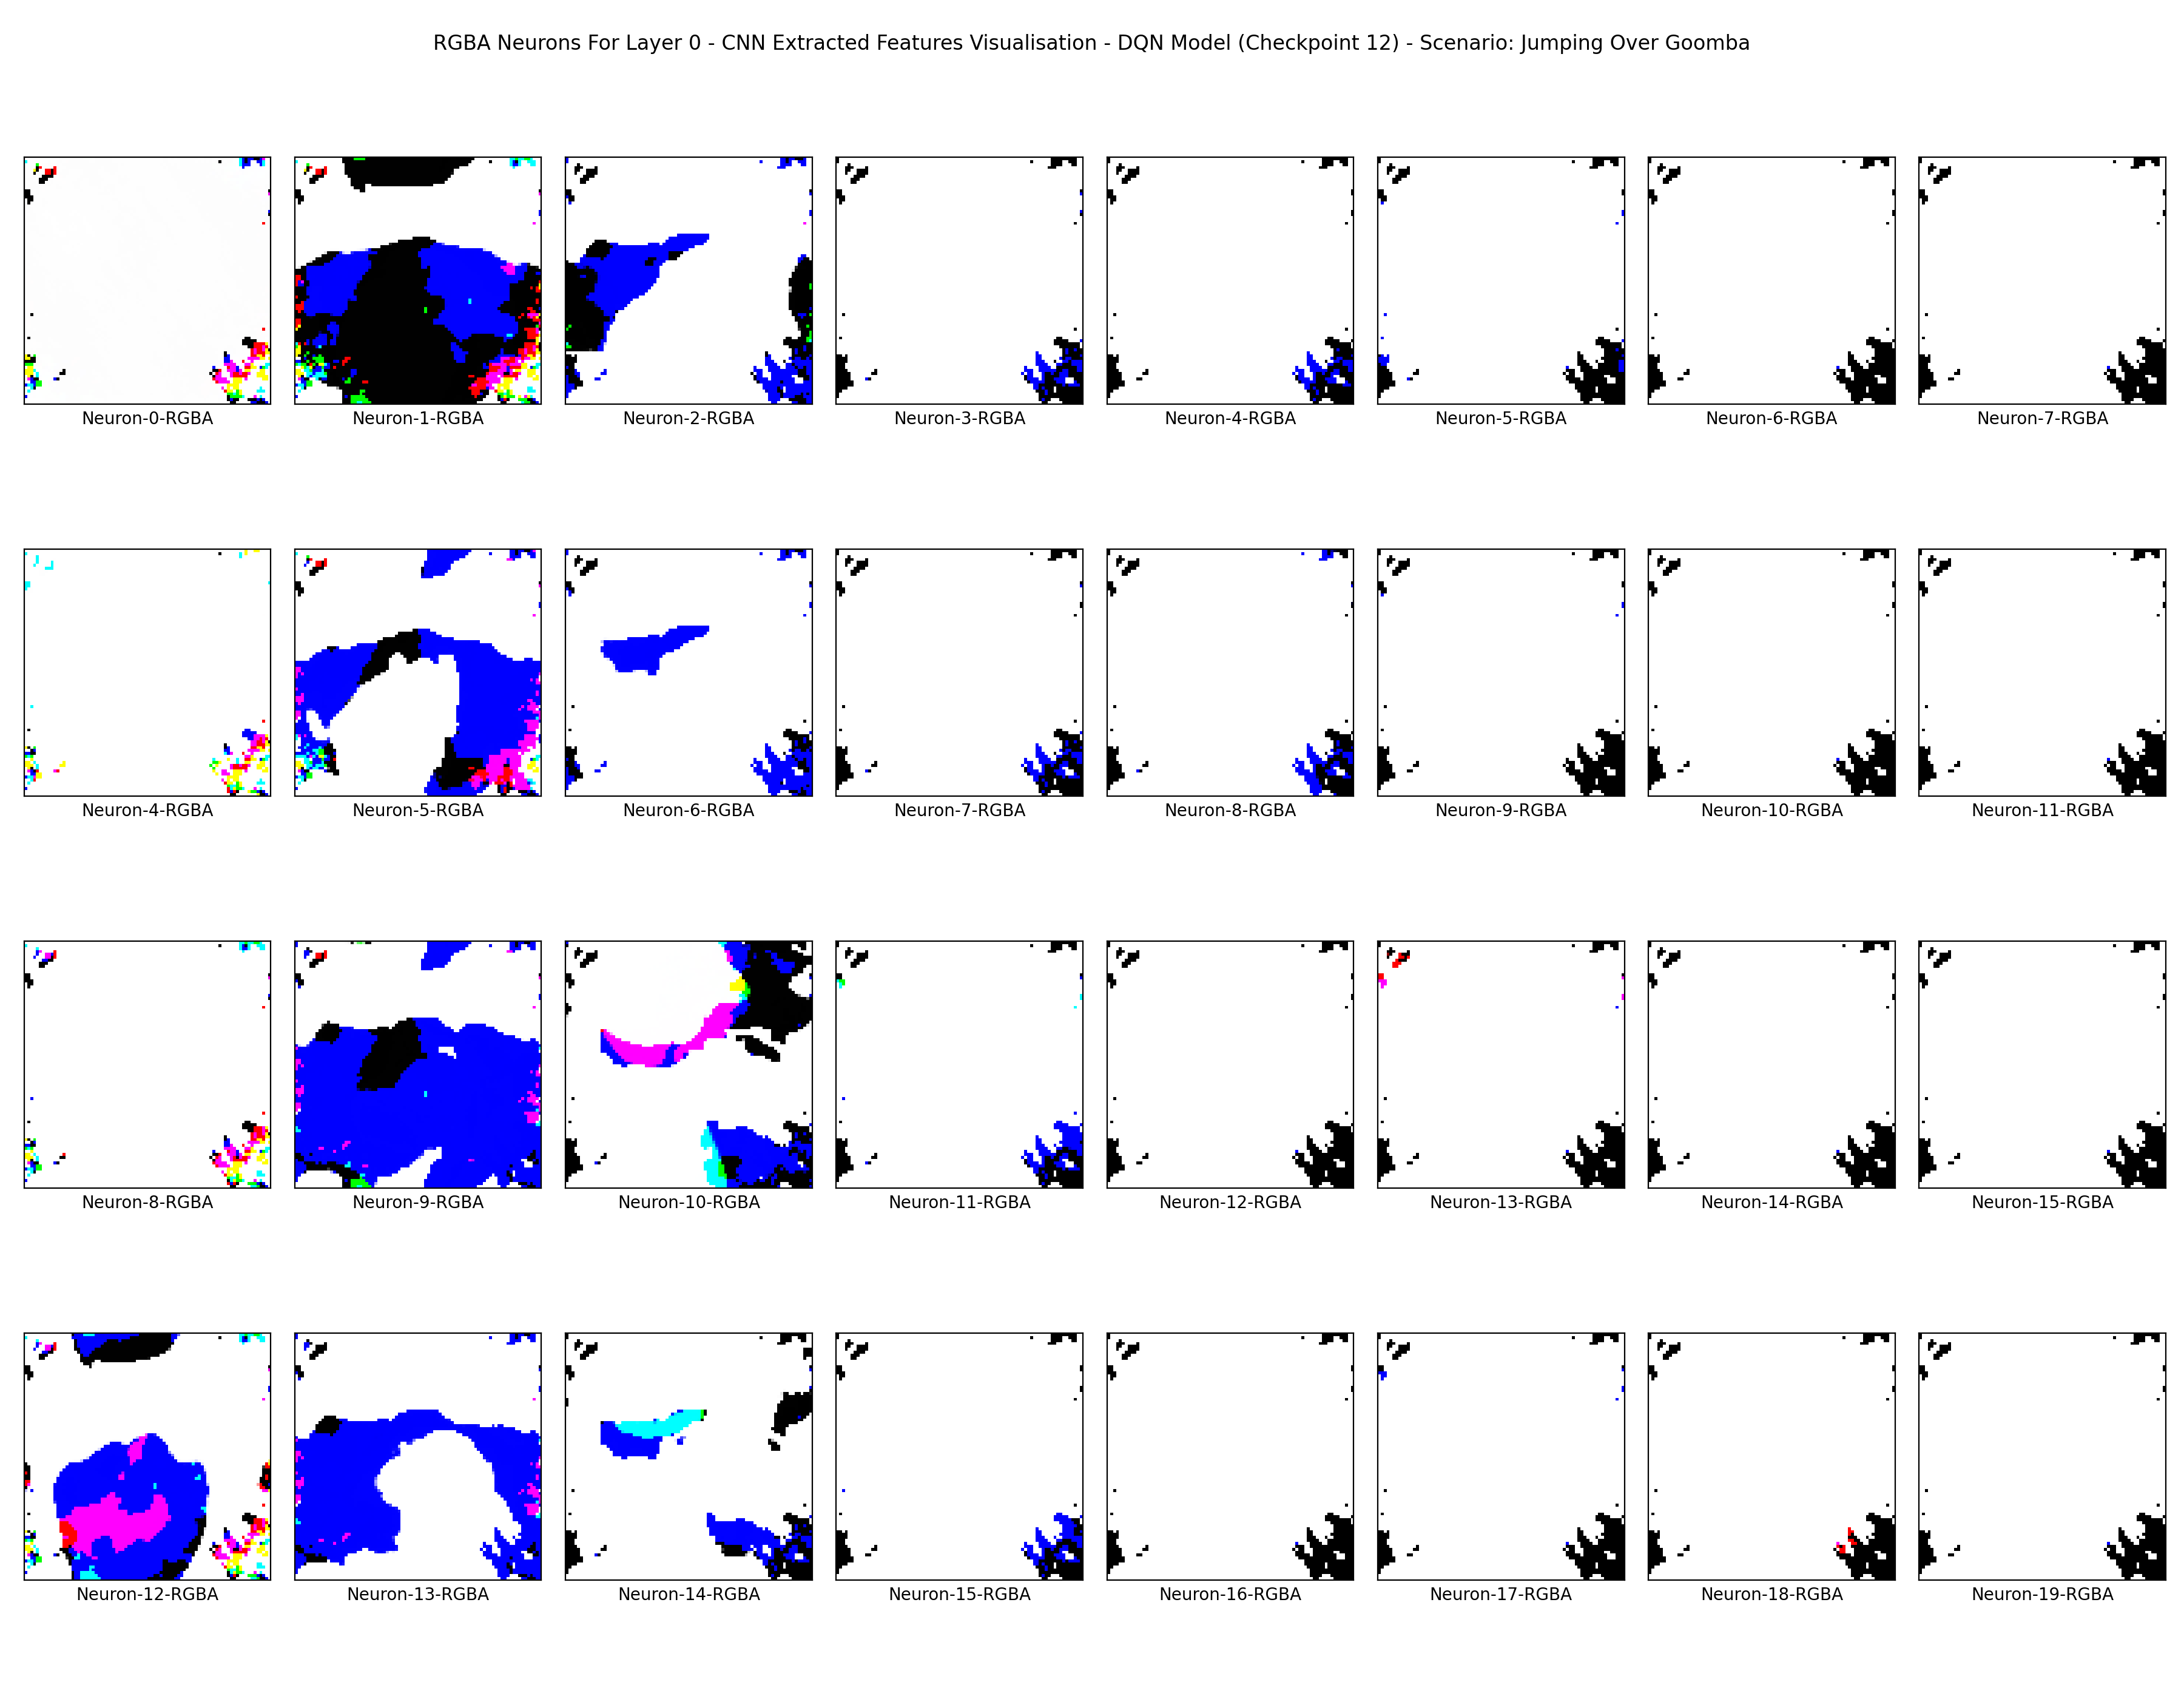 RGBA Neurons For Layer 0 - CNN Extracted Features Visualisation - DQN Model (Checkpoint 12) - Scenario: Jumping Over Goomba
Neuron-0-RGBA Neuron-1-RGBA Neuron-2-RGBA Neuron-3-RGBA Neuron-4-RGBA Neuron-5-RGBA Neuron-6-RGBA Neuron-7-RGBA
Neuron-4-RGBA Neuron-5-RGBA Neuron-6-RGBA Neuron-7-RGBA Neuron-8-RGBA Neuron-9-RGBA Neuron-10-RGBA Neuron-11-RGBA
Neuron-8-RGBA Neuron-9-RGBA Neuron-10-RGBA Neuron-11-RGBA Neuron-12-RGBA Neuron-13-RGBA Neuron-14-RGBA Neuron-15-RGBA
Neuron-12-RGBA Neuron-13-RGBA Neuron-14-RGBA Neuron-15-RGBA Neuron-16-RGBA Neuron-17-RGBA Neuron-18-RGBA Neuron-19-RGBA